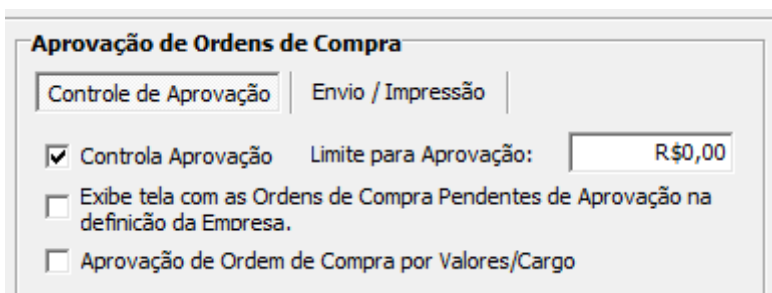 Aprovação de Ordens de Compra
Controle de Aprovação Envio / Impressão
Controla Aprovação Limite para Aprovação: R$0,00
Exibe tela com as Ordens de Compra Pendentes de Aprovação na
definicão da Empresa.
Aprovação de Ordem de Compra por Valores/Cargo